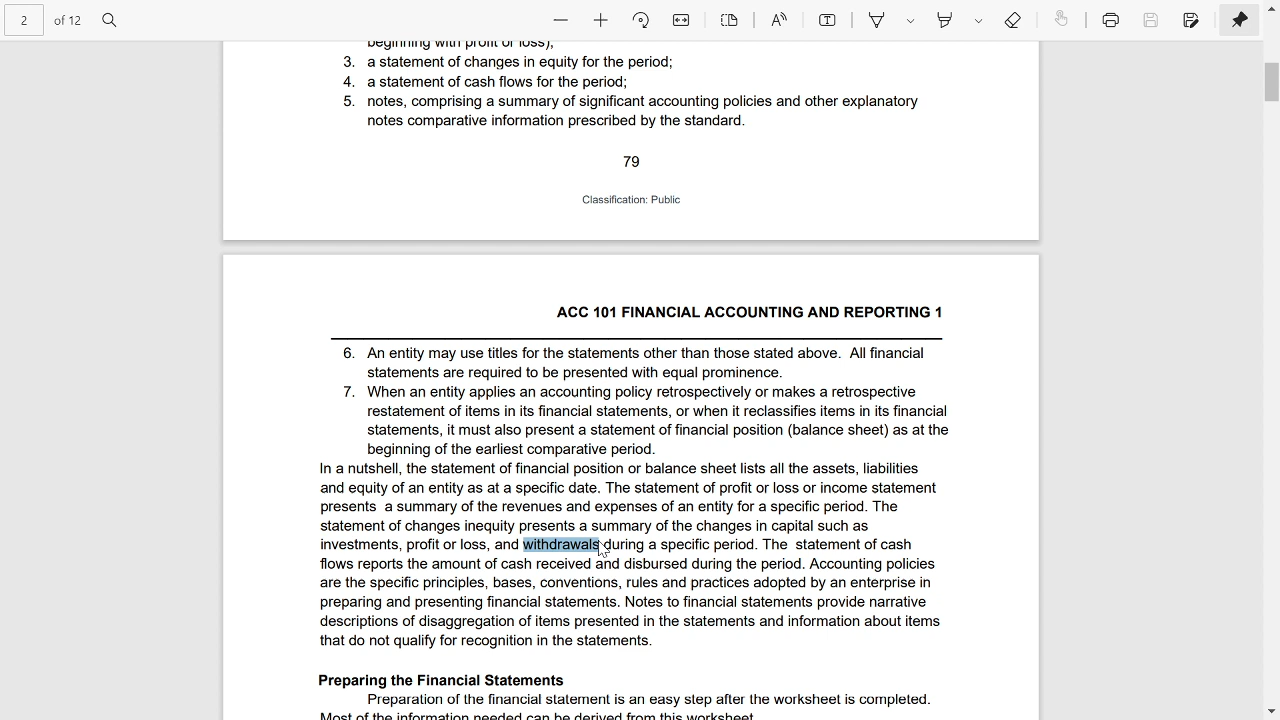 2 of 12
beginning with profit or loss);
3. a statement of changes in equity for the period;
4. a statement of cash flows for the period;
5. notes, comprising a summary of significant accounting policies and other explanatory
notes comparative information prescribed by the standard.
79
Classification: Public
ACC 101 FINANCIAL ACCOUNTING AND REPORTING 1
6. An entity may use titles for the statements other than those stated above. All financial
statements are required to be presented with equal prominence.
7. When an entity applies an accounting policy retrospectively or makes a retrospective
restatement of items in its financial statements, or when it reclassifies items in its financial
statements, it must also present a statement of financial position (balance sheet) as at the
beginning of the earliest comparative period.
In a nutshell, the statement of financial position or balance sheet lists all the assets, liabilities
and equity of an entity as at a specific date. The statement of profit or loss or income statement
presents a summary of the revenues and expenses of an entity for a specific period. The
statement of changes inequity presents a summary of the changes in capital such as
investments, profit or loss, and withdrawals during a specific period. The statement of cash
flows reports the amount of cash received and disbursed during the period. Accounting policies
are the specific principles, bases, conventions, rules and practices adopted by an enterprise in
preparing and presenting financial statements. Notes to financial statements provide narrative
descriptions of disaggregation of items presented in the statements and information about items
that do not qualify for recognition in the statements.
Preparing the Financial Statements
Preparation of the financial statement is an easy step after the worksheet is completed.
Most of the information needed can be derived from this worksheet.